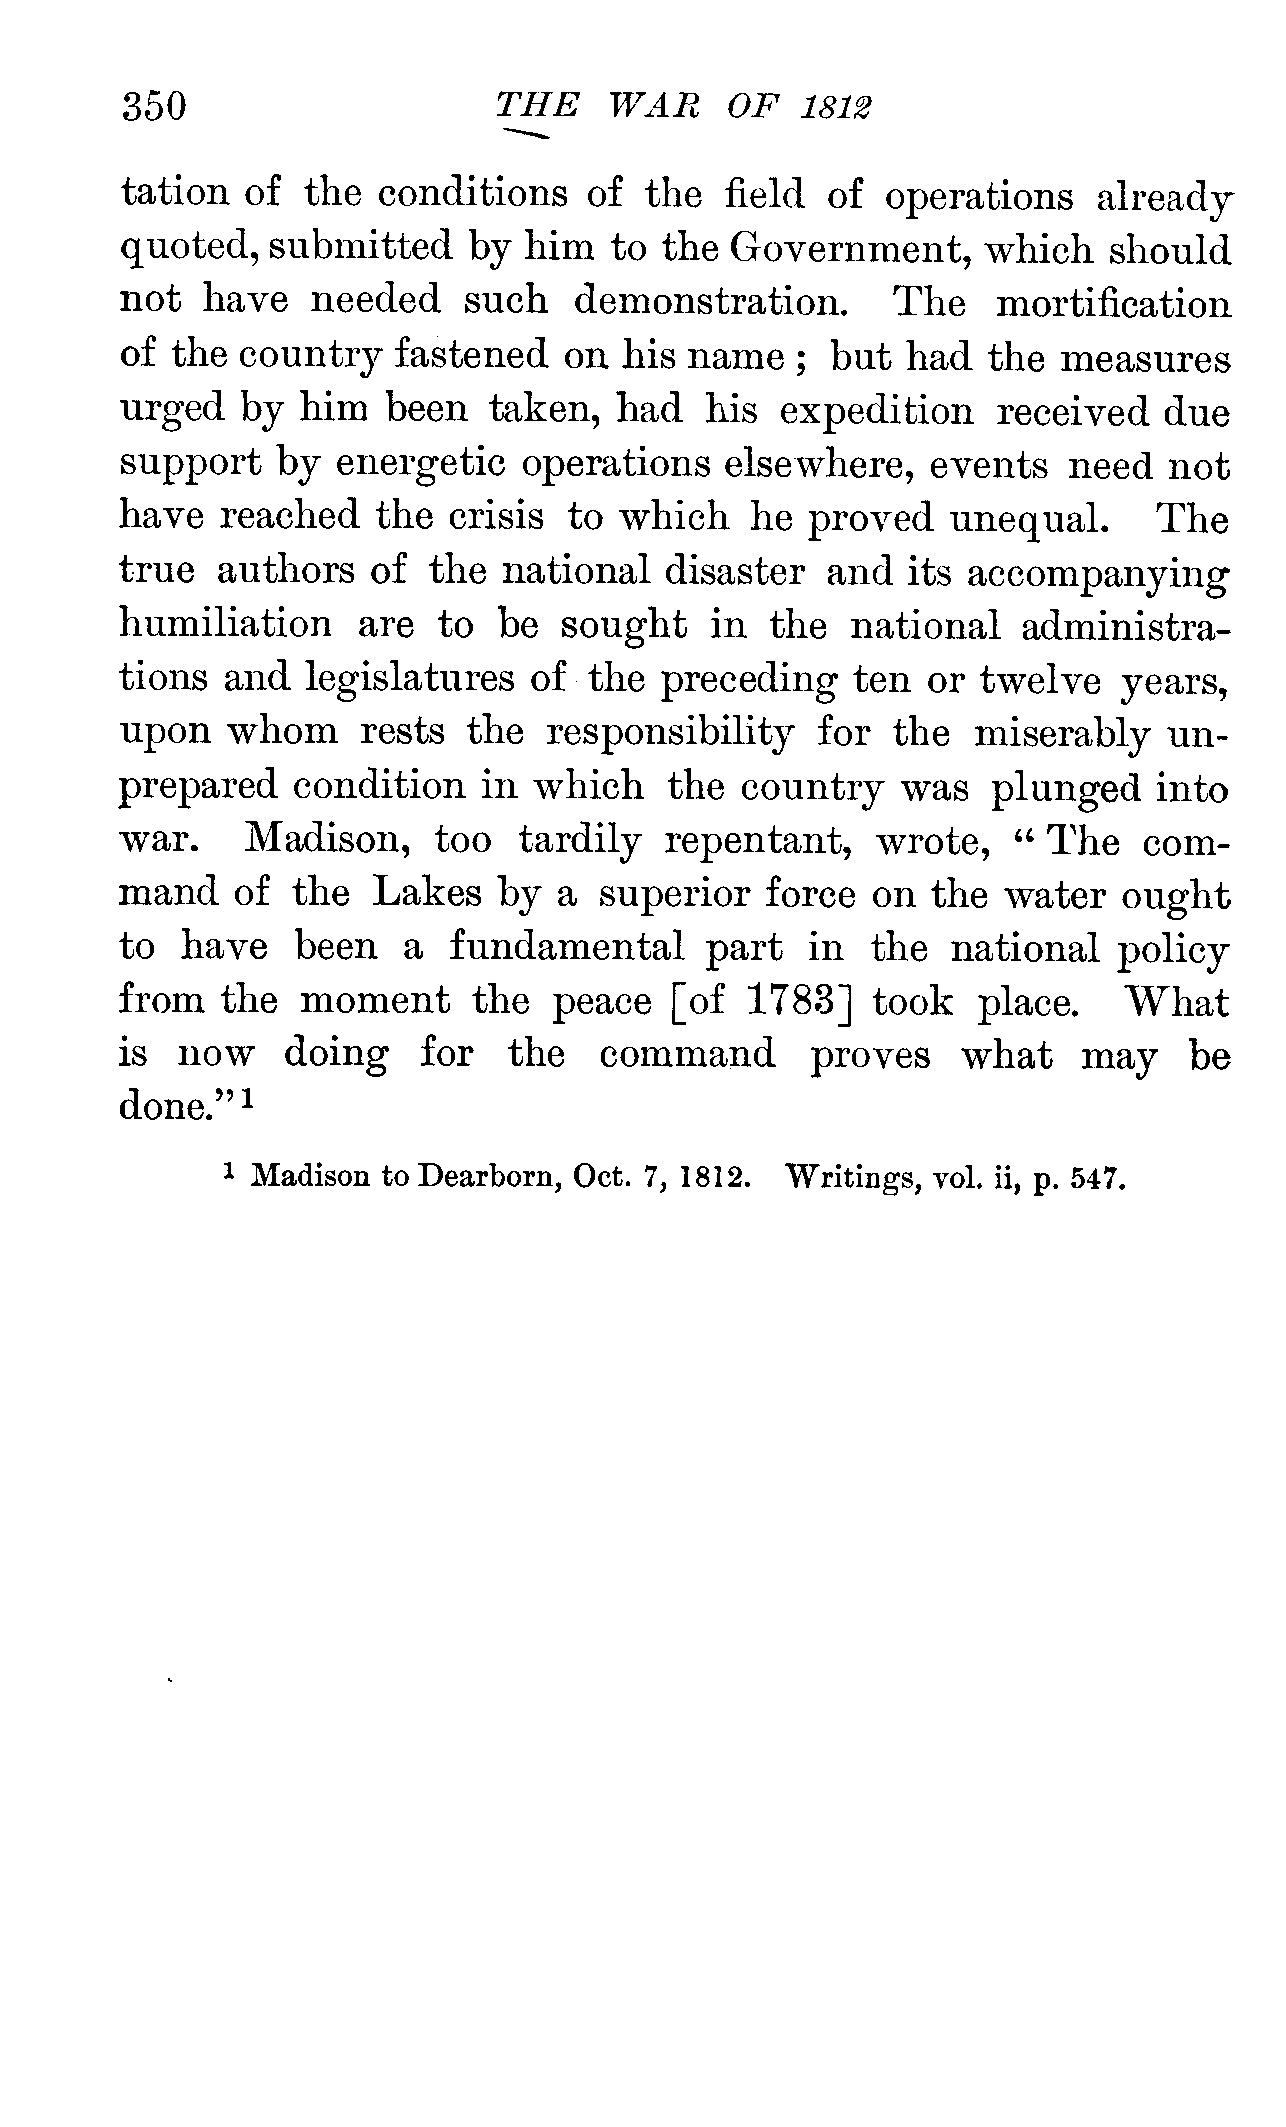 350 THE WAR OF 1812
tation of the conditions of the field of operations already
quoted, submitted by him to the Government, which should
not have needed such demonstration. The mortification
of the country fastened on his name ; but had the measures
urged by him been taken, had his expedition received due
support by energetic operations elsewhere, events need not
have reached the crisis to which he proved unequal. The
true authors of the national disaster and its accompanying
humiliation are to be sought in the national administra-
tions and legislatures of the preceding ten or twelve years,
upon whom rests the responsibility for the miserably un-
prepared condition in which the country was plunged into
war. Madison, too tardily repentant, wrote, “ The com-
mand of the Lakes by a superior force on the water ought
to have been a fundamental part in the national policy
from the moment the peace [of 1783] took place. What
is now doing for the command proves what may be
done.” 1
1 Madison to Dearborn, Oct. 7, 1812. Writings, vol. ii, p. 547.